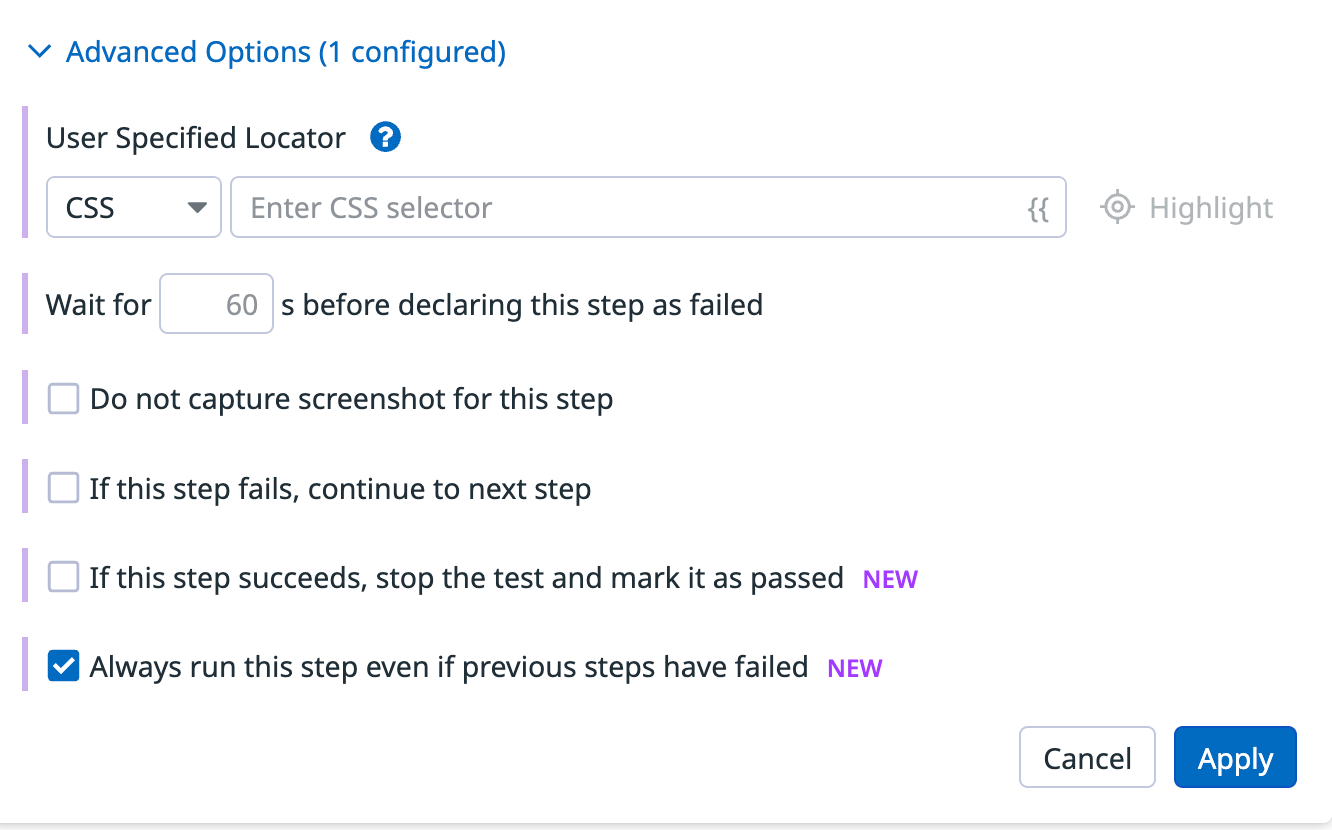 Advanced Options (1 configured)
User Specified Locator ?
CSS Enter CSS selector {{ Highlight
Wait for 60 s before declaring this step as failed
Do not capture screenshot for this step
If this step fails, continue to next step
If this step succeeds, stop the test and mark it as passed NEW
Always run this step even if previous steps have failed NEW
Cancel Apply